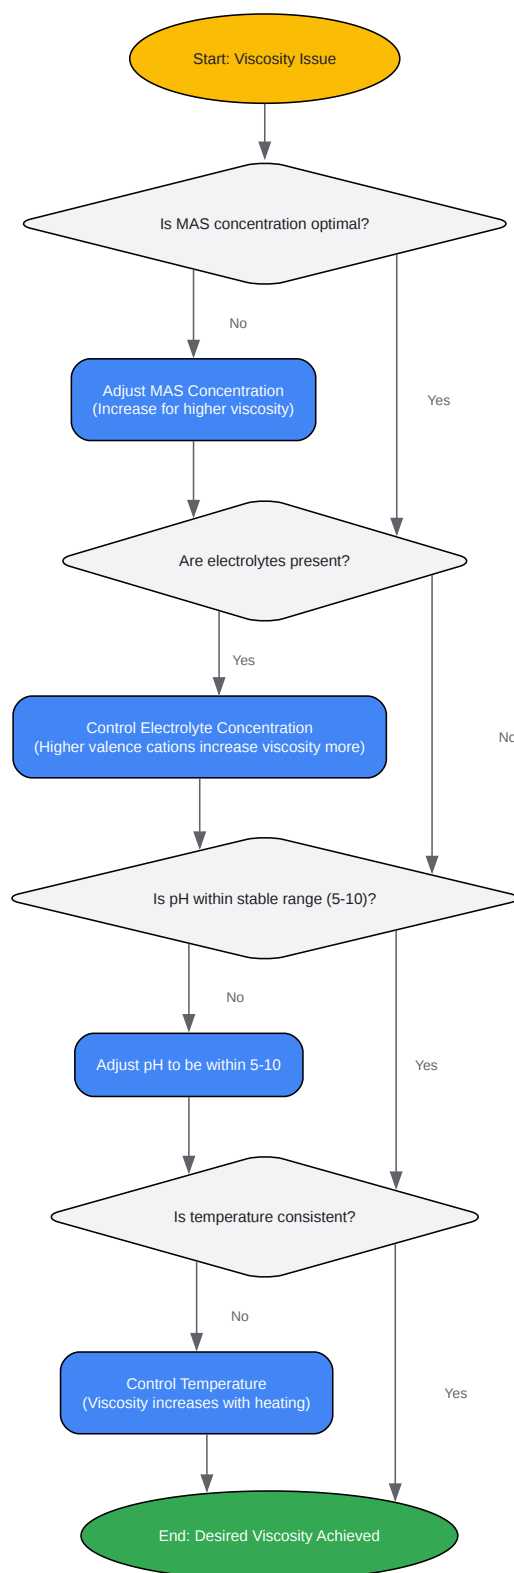 Start: Viscosity Issue
Is MAS concentration optimal?
No
Adjust MAS Concentration
(Increase for higher viscosity)
Yes
Are electrolytes present?
Yes
Control Electrolyte Concentration
(Higher valence cations increase viscosity more)
No
Is pH within stable range (5-10)?
No
Adjust pH to be within 5-10
Yes
Is temperature consistent?
No
Control Temperature
(Viscosity increases with heating)
Yes
End: Desired Viscosity Achieved